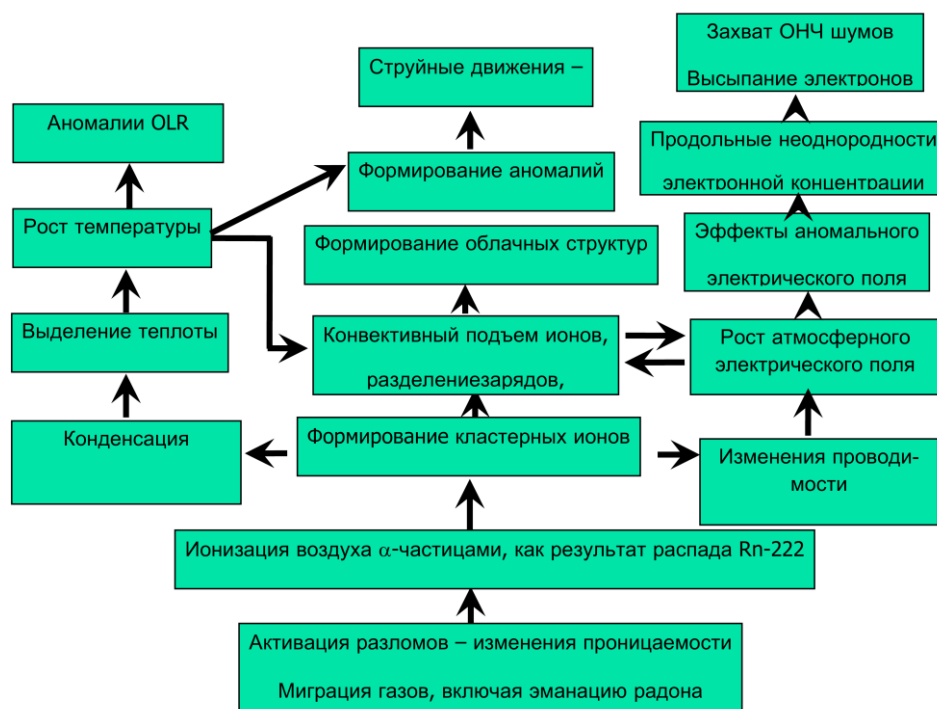 Захват ОНЧ шумов
Высыпание электронов
Струйные движения –
Аномалии OLR
Продольные неоднородности
электронной концентрации
Формирование аномалий
Рост температуры
Формирование облачных структур
Эффекты аномального
электрического поля
Выделение теплоты
Конвективный подъем ионов,
разделениезарядов,
Рост атмосферного
электрического поля
Конденсация
Формирование кластерных ионов
Изменения проводи-
мости
Ионизация воздуха α-частицами, как результат распада Rn-222
Активация разломов – изменения проницаемости
Миграция газов, включая эманацию радона